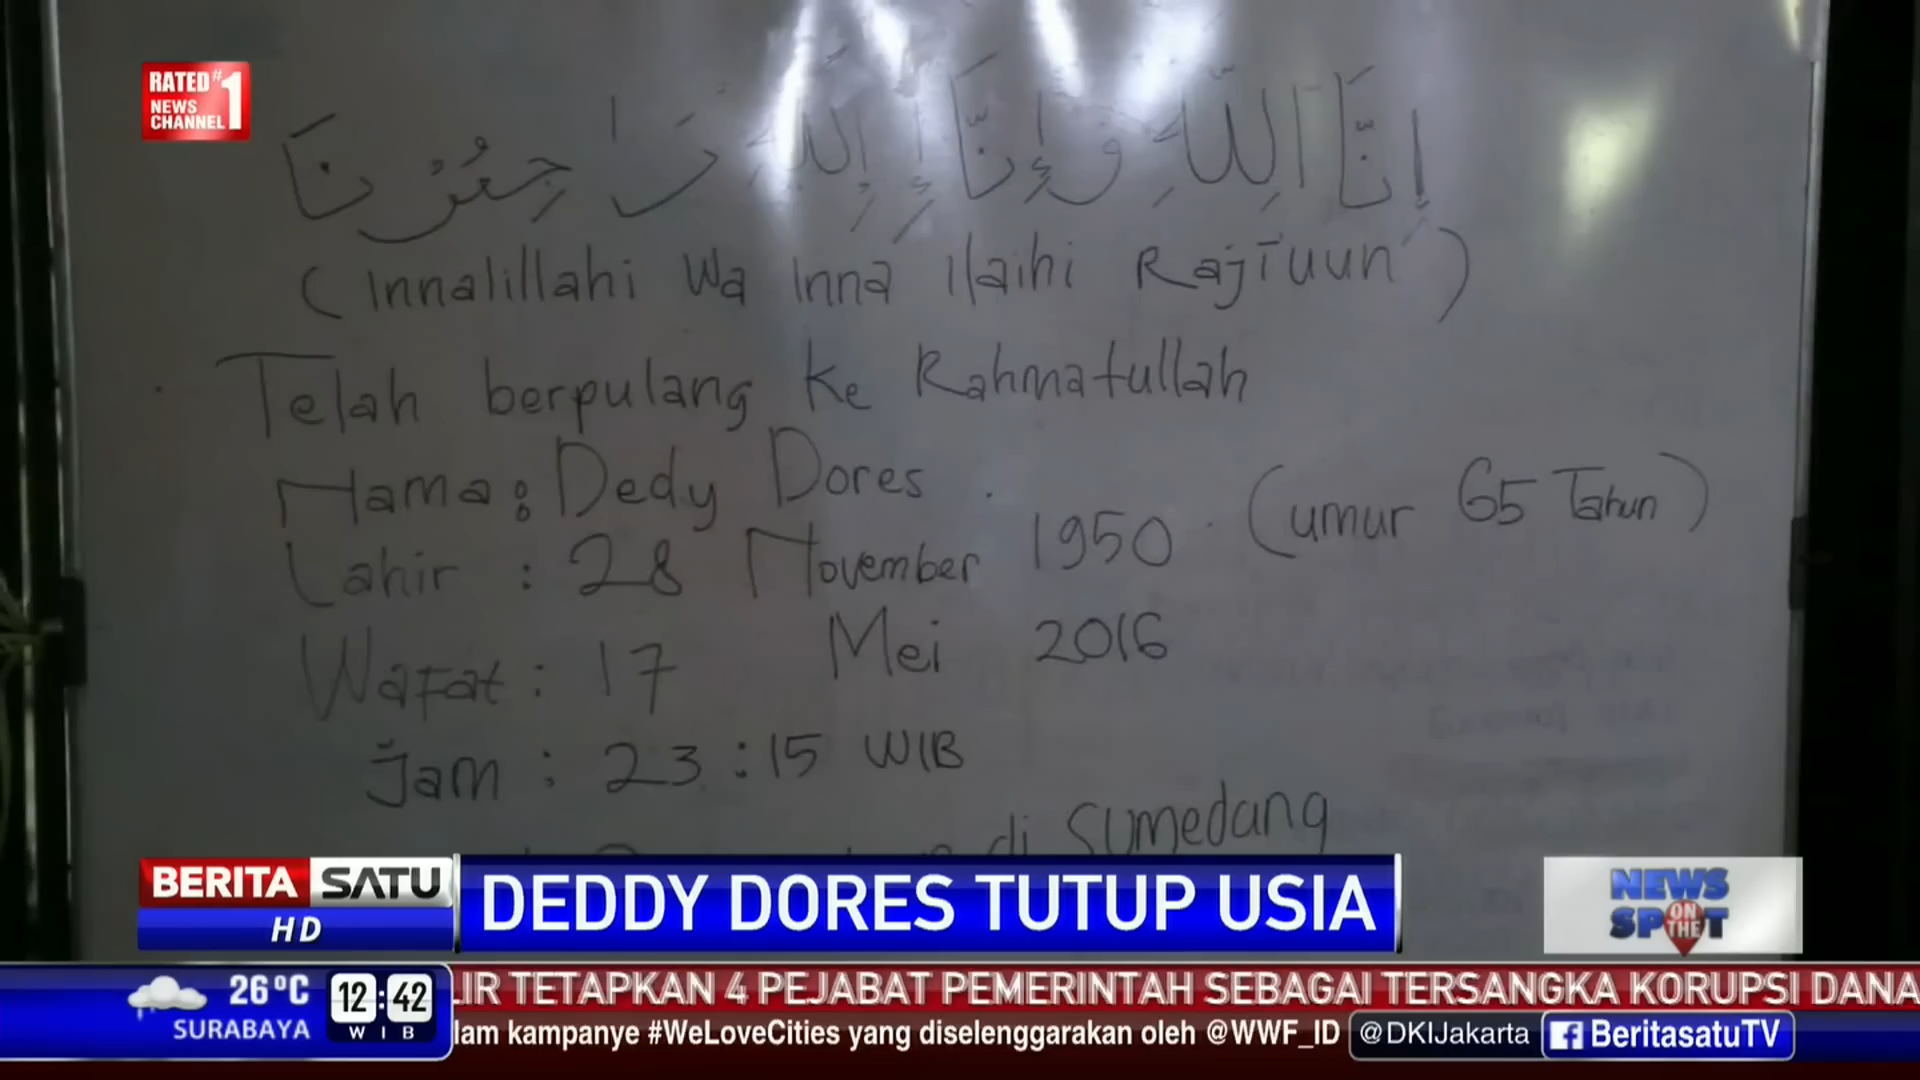 RATED #1
NEWS
CHANNEL
إِنَّا لِلَّهِ وَإِنَّا إِلَيْهِ رَاجِعُوْنَ
(Innalillahi wa Inna Ilaihi Raji'uun)
Telah berpulang ke Rahmatullah
Nama: Dedy Dores.
Lahir : 28 November 1950. (umur 65 Tahun)
Wafat : 17 Mei 2016
Jam : 23 : 15 WIB
di Sumedang
BERITA SATU
HD
DEDDY DORES TUTUP USIA
NEWS
ON
SPOT
THE
26°C
SURABAYA
12:42
WIB
LIR TETAPKAN 4 PEJABAT PEMERINTAH SEBAGAI TERSANGKA KORUPSI DANA
lam kampanye #WeLoveCities yang diselenggarakan oleh @WWF_ID @DKIJakarta BeritasatuTV